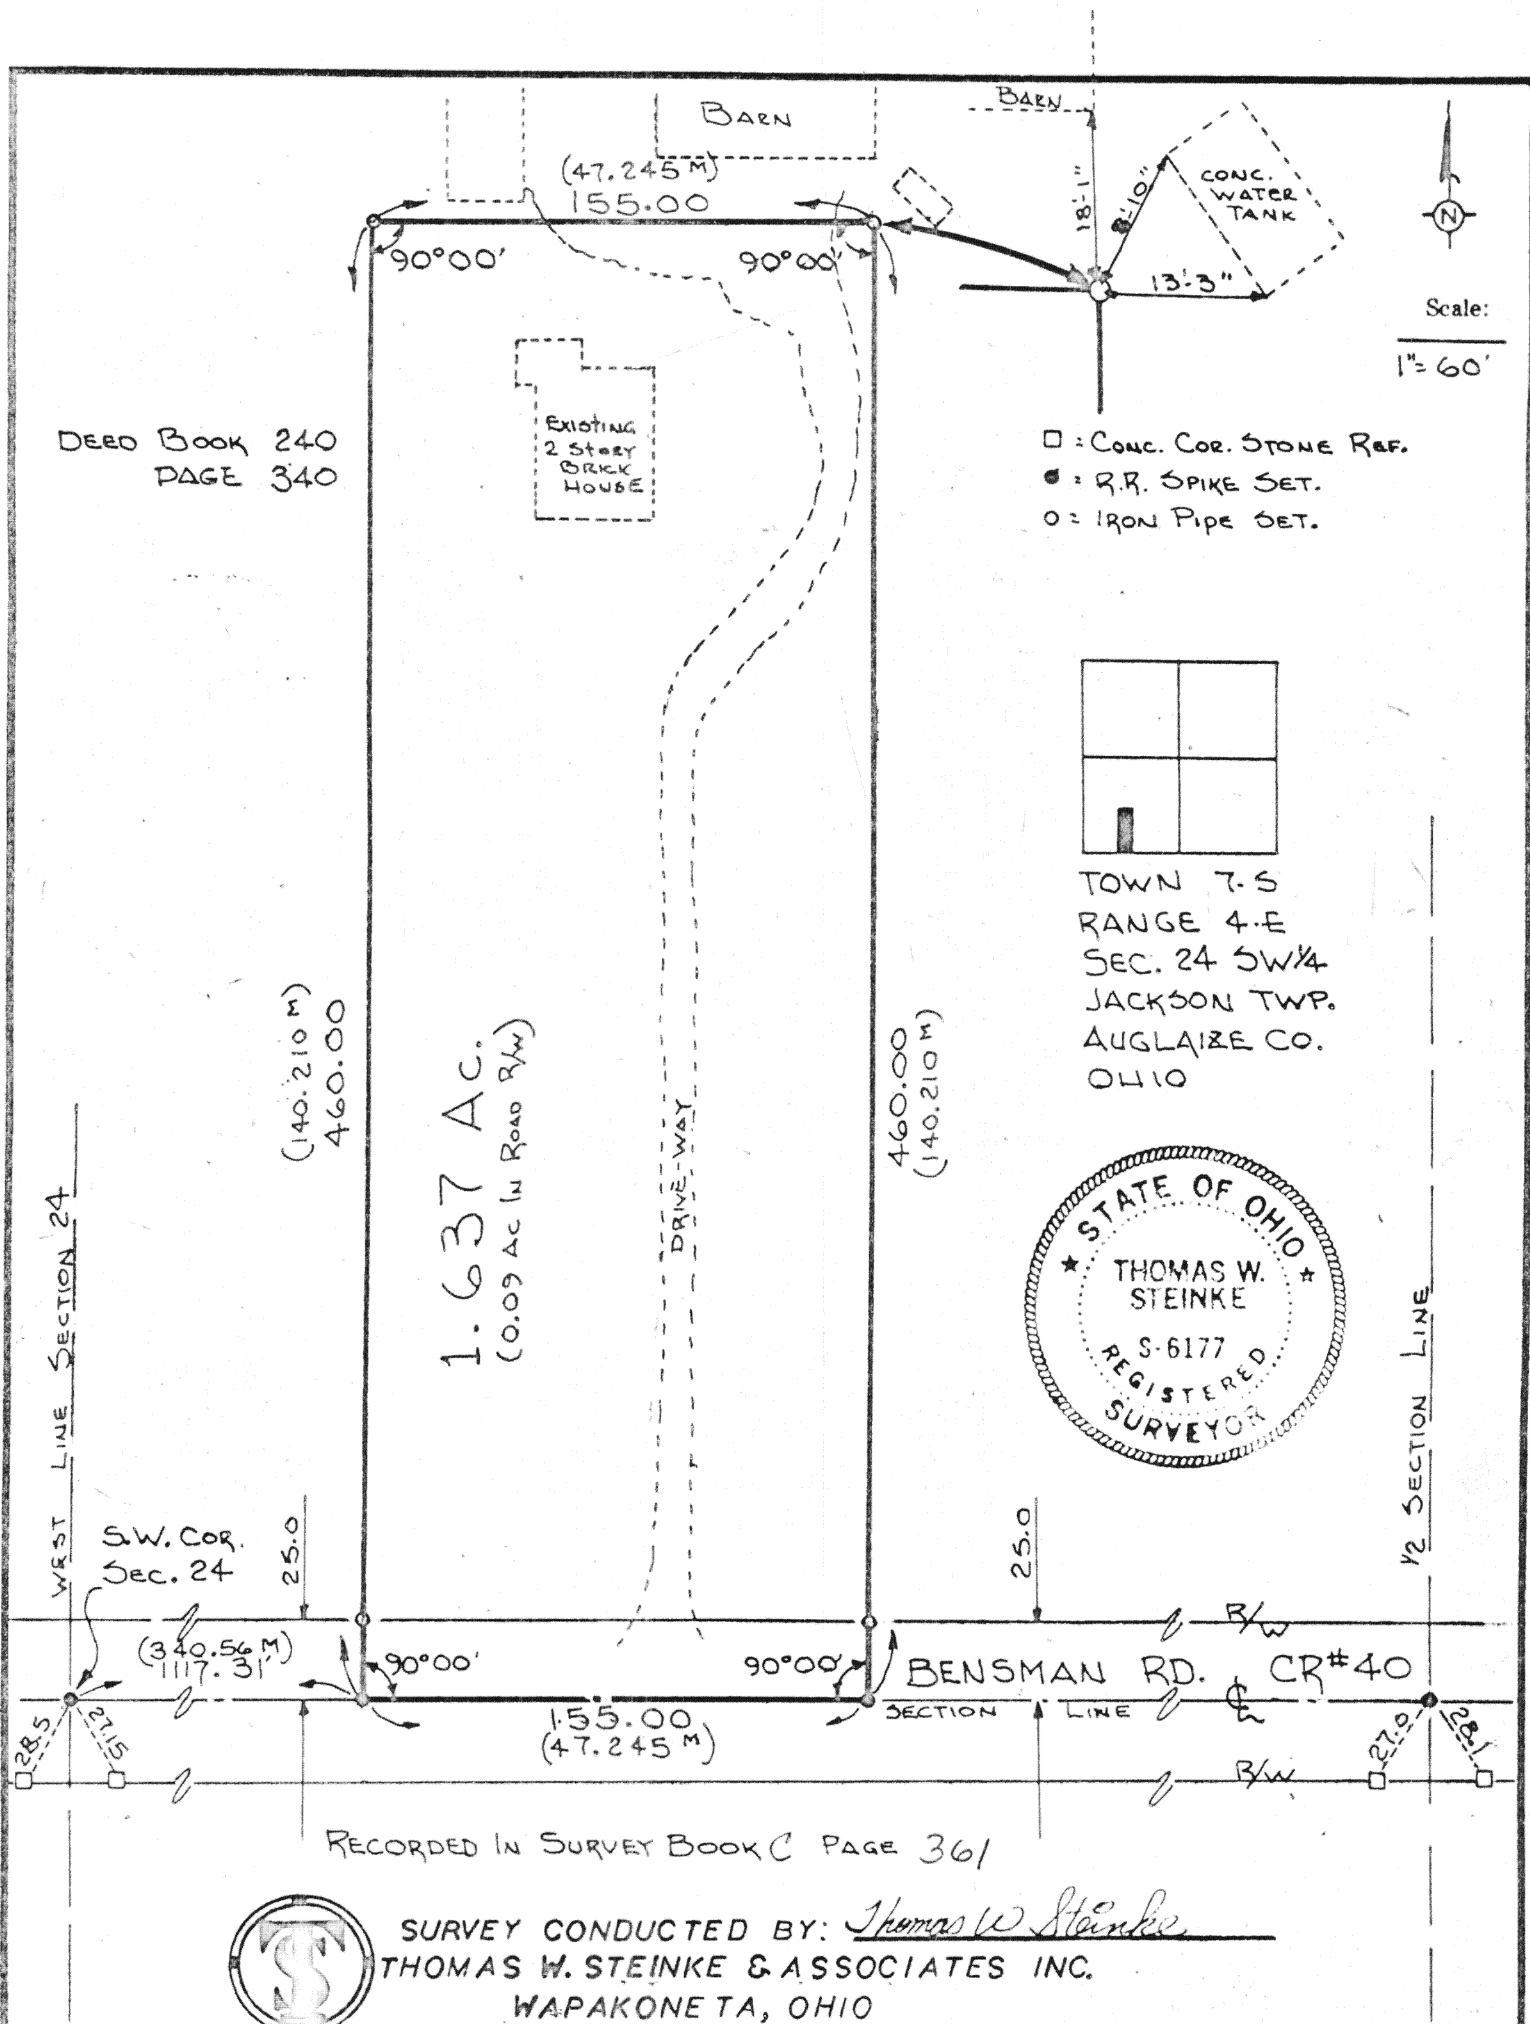 BARN
BARN
(47.245 M)
155.00
18'-1"
8'-10"
CONC.
WATER
TANK
N
90°00'
90°00'
13'-3"
Scale:
1"= 60'
DEED BOOK 240
PAGE 340
EXISTING
2 STORY
BRICK
HOUSE
□ = CONC. COR. STONE REF.
● = R.R. SPIKE SET.
○ = IRON PIPE SET.
TOWN 7-S
RANGE 4-E
SEC. 24 SW¼
JACKSON TWP.
AUGLAIZE CO.
OHIO
(140.210 M)
460.00
1.637 AC.
(0.09 AC IN ROAD R/W)
DRIVE-WAY
460.00
(140.210 M)
STATE OF OHIO
THOMAS W.
STEINKE
S-6177
REGISTERED
SURVEYOR
WEST LINE SECTION 24
½ SECTION LINE
S.W. COR.
SEC. 24
25.0
25.0
R/W
(340.56 M)
1117.31'
90°00'
90°00'
BENSMAN RD. ℄ CR#40
SECTION LINE
155.00
(47.245 M)
28.5
27.15
27.0
28.1
R/W
RECORDED IN SURVEY BOOK C PAGE 361
TS
SURVEY CONDUCTED BY: Thomas W Steinke
THOMAS W. STEINKE & ASSOCIATES INC.
WAPAKONETA, OHIO